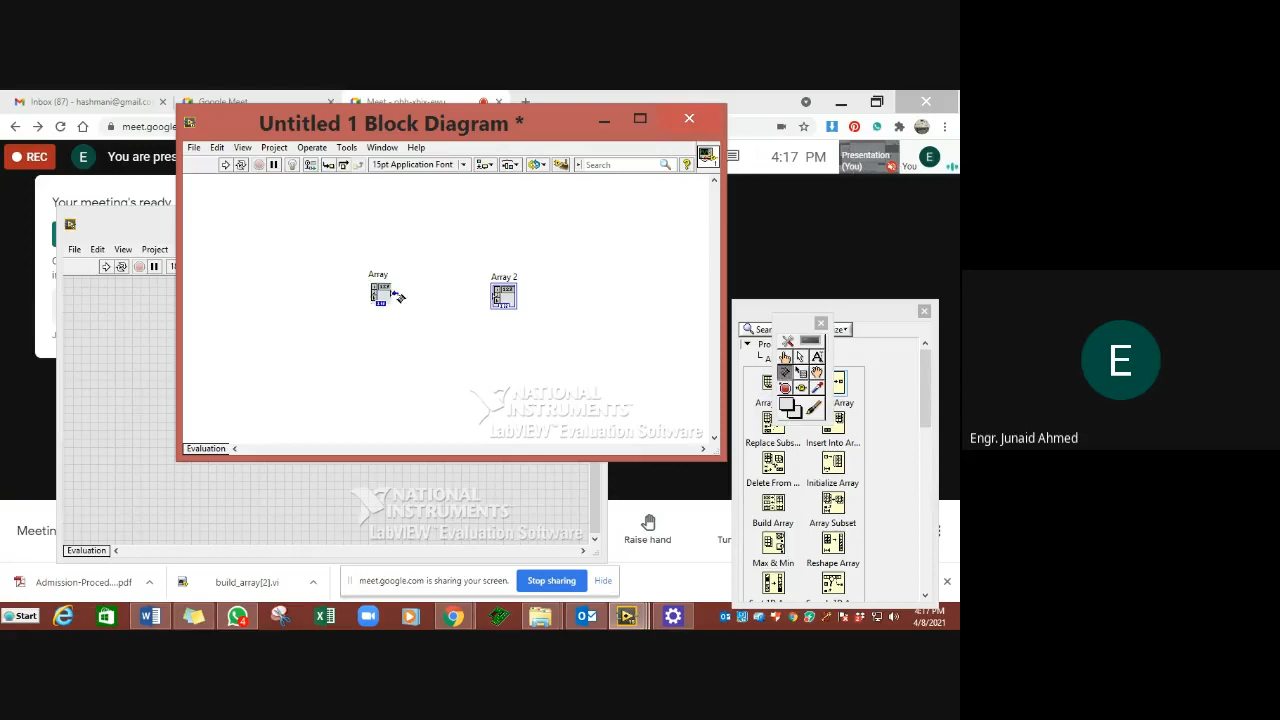 Inbox (87) - hashmani@gmail.co
Google Meet
Meet - phh-xhjx-ewu
meet.google
REC
E
You are pres
4:17 PM
Presentation
(You)
E
You
Your meeting's ready
Untitled 1 Block Diagram *
File Edit View Project Operate Tools Window Help
15pt Application Font
Search
Array
Array 2
NATIONAL
INSTRUMENTS
LabVIEW Evaluation Software
Evaluation
File Edit View Project
NATIONAL
INSTRUMENTS
LabVIEW Evaluation Software
Evaluation
Array
Replace Subs...
Insert Into Ar...
Delete From ...
Initialize Array
Build Array
Array Subset
Max & Min
Reshape Array
Meetin
Raise hand
Tur
Admission-Proced....pdf
build_array[2].vi
meet.google.com is sharing your screen.
Stop sharing
Hide
Start
4
4:17 PM
4/8/2021
E
Engr. Junaid Ahmed